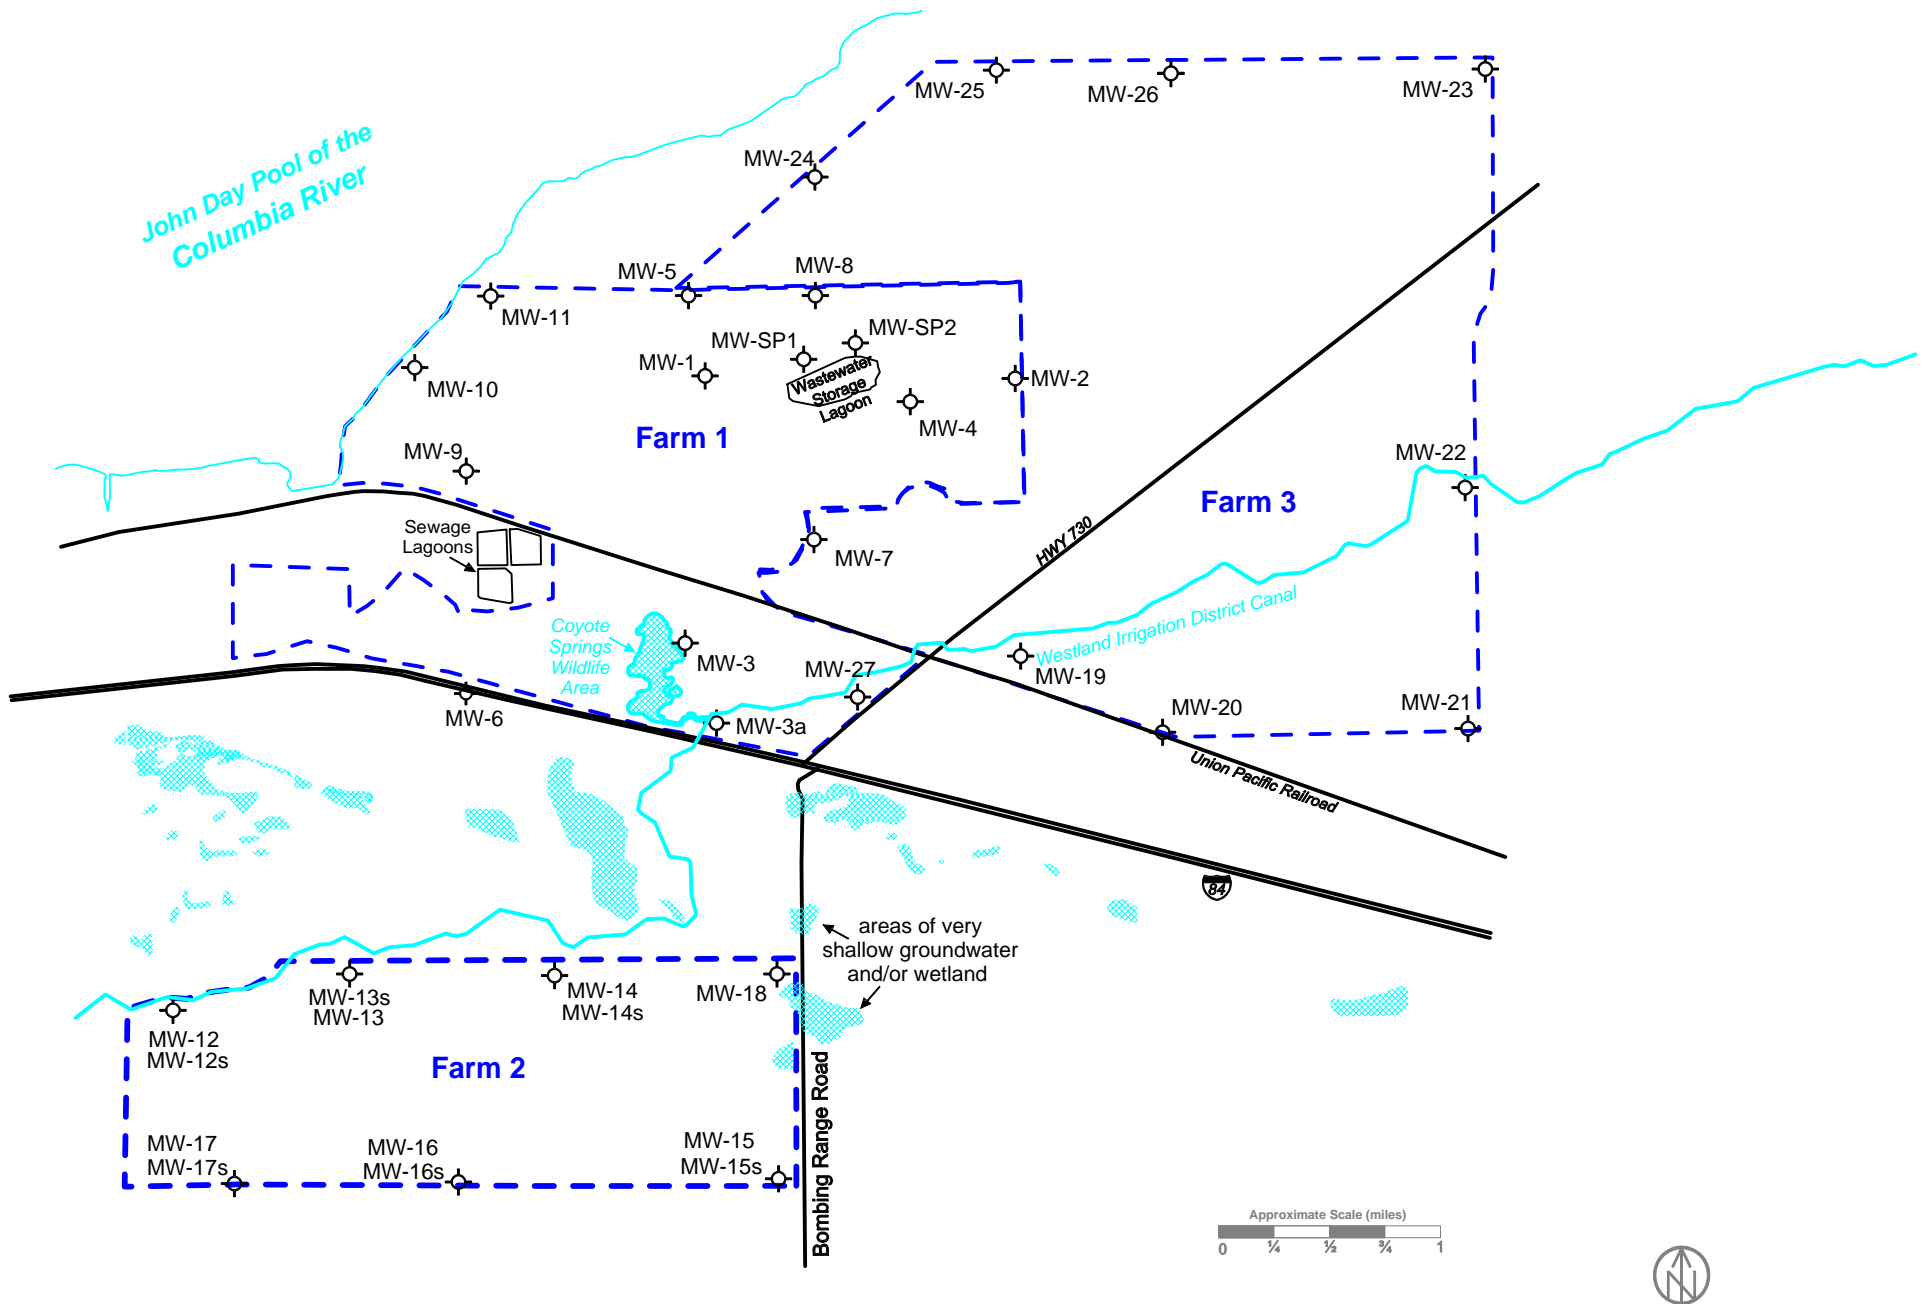 John Day Pool of the
Columbia River
MW-25
MW-26
MW-23
MW-24
MW-5
MW-8
MW-11
MW-SP1
MW-SP2
MW-1
MW-10
Wastewater
Storage
Lagoon
MW-2
MW-4
Farm 1
MW-9
MW-22
Farm 3
Sewage
Lagoons
HWY 730
MW-7
Westland Irrigation District Canal
Coyote
Springs
Wildlife
Area
MW-3
MW-27
MW-19
MW-6
MW-3a
MW-20
MW-21
Union Pacific Railroad
84
areas of very
shallow groundwater
and/or wetland
MW-13s
MW-13
MW-14
MW-14s
MW-18
MW-12
MW-12s
Farm 2
Bombing Range Road
MW-17
MW-17s
MW-16
MW-16s
MW-15
MW-15s
Approximate Scale (miles)
0 ¼ ½ ¾ 1
N